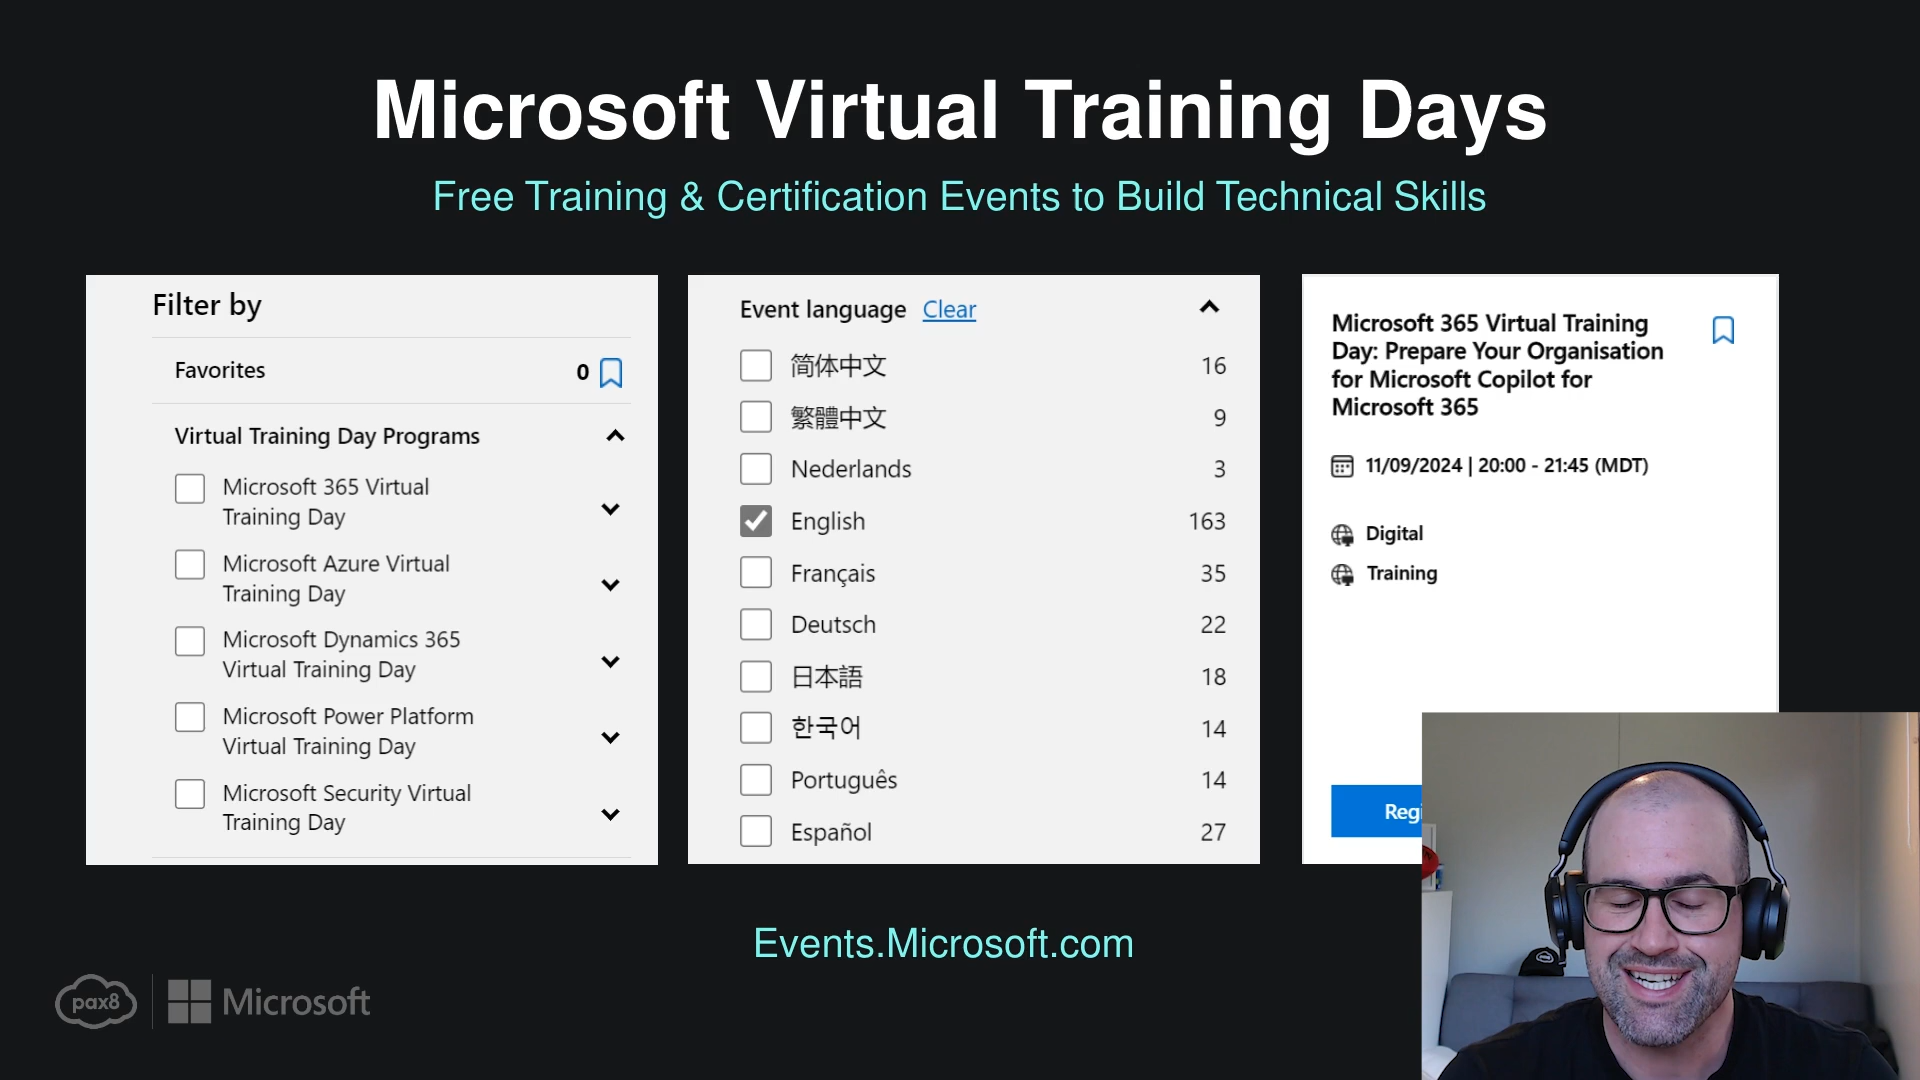 Microsoft Virtual Training Days
Free Training & Certification Events to Build Technical Skills
Filter by
Favorites 0
Virtual Training Day Programs
Microsoft 365 Virtual
Training Day
Microsoft Azure Virtual
Training Day
Microsoft Dynamics 365
Virtual Training Day
Microsoft Power Platform
Virtual Training Day
Microsoft Security Virtual
Training Day
Event language Clear
简体中文 16
繁體中文 9
Nederlands 3
English 163
Français 35
Deutsch 22
日本語 18
한국어 14
Português 14
Español 27
Microsoft 365 Virtual Training
Day: Prepare Your Organisation
for Microsoft Copilot for
Microsoft 365
11/09/2024 | 20:00 - 21:45 (MDT)
Digital
Training
Regi
Events.Microsoft.com
pax8 Microsoft